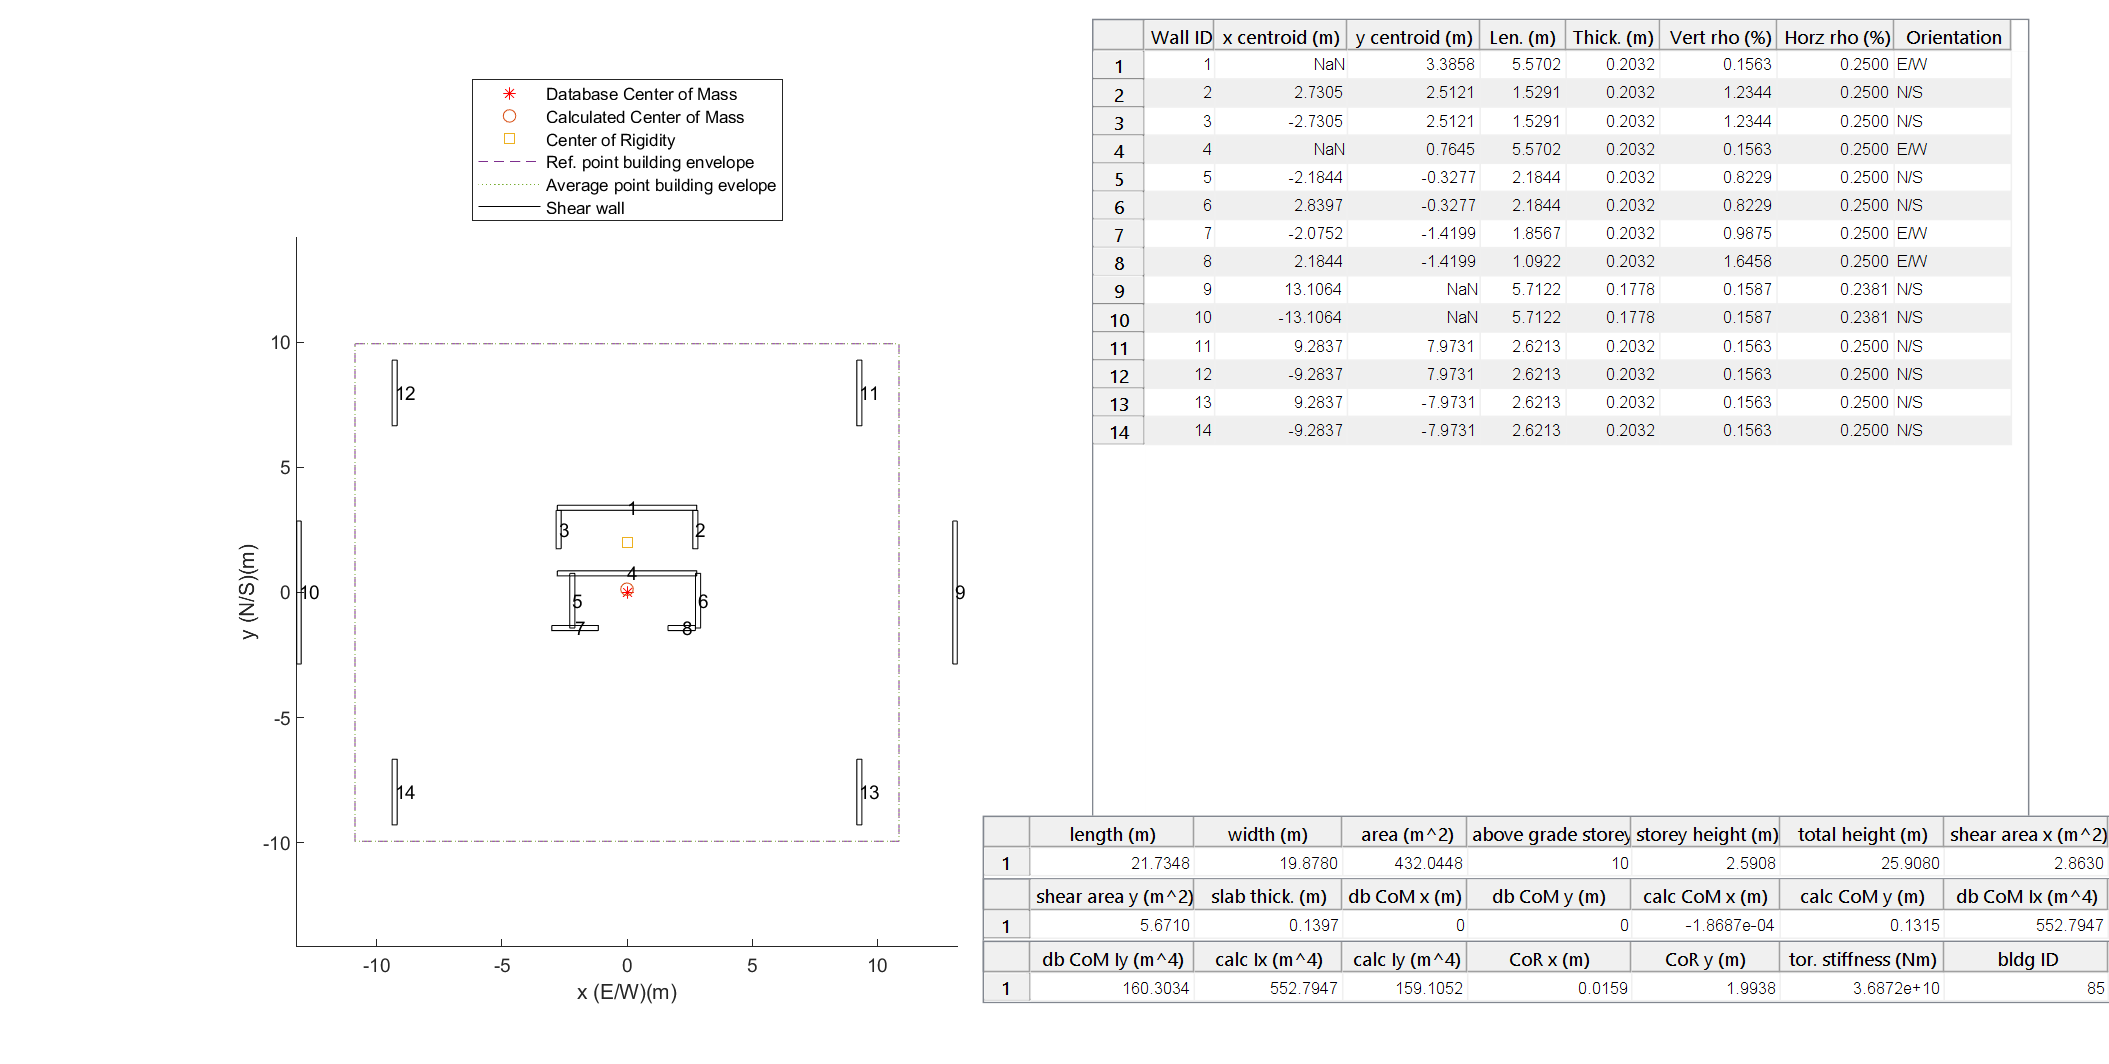 Database Center of Mass
Calculated Center of Mass
Center of Rigidity
Ref. point building envelope
Average point building evelope
Shear wall
10
5
0
-5
-10
y (N/S)(m)
12
11
1
3
2
4
10
9
5
6
7
8
14
13
-10
-5
0
5
10
x (E/W)(m)
Wall ID x centroid (m) y centroid (m) Len. (m) Thick. (m) Vert rho (%) Horz rho (%) Orientation
1 1 NaN 3.3858 5.5702 0.2032 0.1563 0.2500 E/W
2 2 2.7305 2.5121 1.5291 0.2032 1.2344 0.2500 N/S
3 3 -2.7305 2.5121 1.5291 0.2032 1.2344 0.2500 N/S
4 4 NaN 0.7645 5.5702 0.2032 0.1563 0.2500 E/W
5 5 -2.1844 -0.3277 2.1844 0.2032 0.8229 0.2500 N/S
6 6 2.8397 -0.3277 2.1844 0.2032 0.8229 0.2500 N/S
7 7 -2.0752 -1.4199 1.8567 0.2032 0.9875 0.2500 E/W
8 8 2.1844 -1.4199 1.0922 0.2032 1.6458 0.2500 E/W
9 9 13.1064 NaN 5.7122 0.1778 0.1587 0.2381 N/S
10 10 -13.1064 NaN 5.7122 0.1778 0.1587 0.2381 N/S
11 11 9.2837 7.9731 2.6213 0.2032 0.1563 0.2500 N/S
12 12 -9.2837 7.9731 2.6213 0.2032 0.1563 0.2500 N/S
13 13 9.2837 -7.9731 2.6213 0.2032 0.1563 0.2500 N/S
14 14 -9.2837 -7.9731 2.6213 0.2032 0.1563 0.2500 N/S
length (m) width (m) area (m^2) above grade storey storey height (m) total height (m) shear area x (m^2)
1 21.7348 19.8780 432.0448 10 2.5908 25.9080 2.8630
shear area y (m^2) slab thick. (m) db CoM x (m) db CoM y (m) calc CoM x (m) calc CoM y (m) db CoM Ix (m^4)
1 5.6710 0.1397 0 0 -1.8687e-04 0.1315 552.7947
db CoM Iy (m^4) calc Ix (m^4) calc Iy (m^4) CoR x (m) CoR y (m) tor. stiffness (Nm) bldg ID
1 160.3034 552.7947 159.1052 0.0159 1.9938 3.6872e+10 85